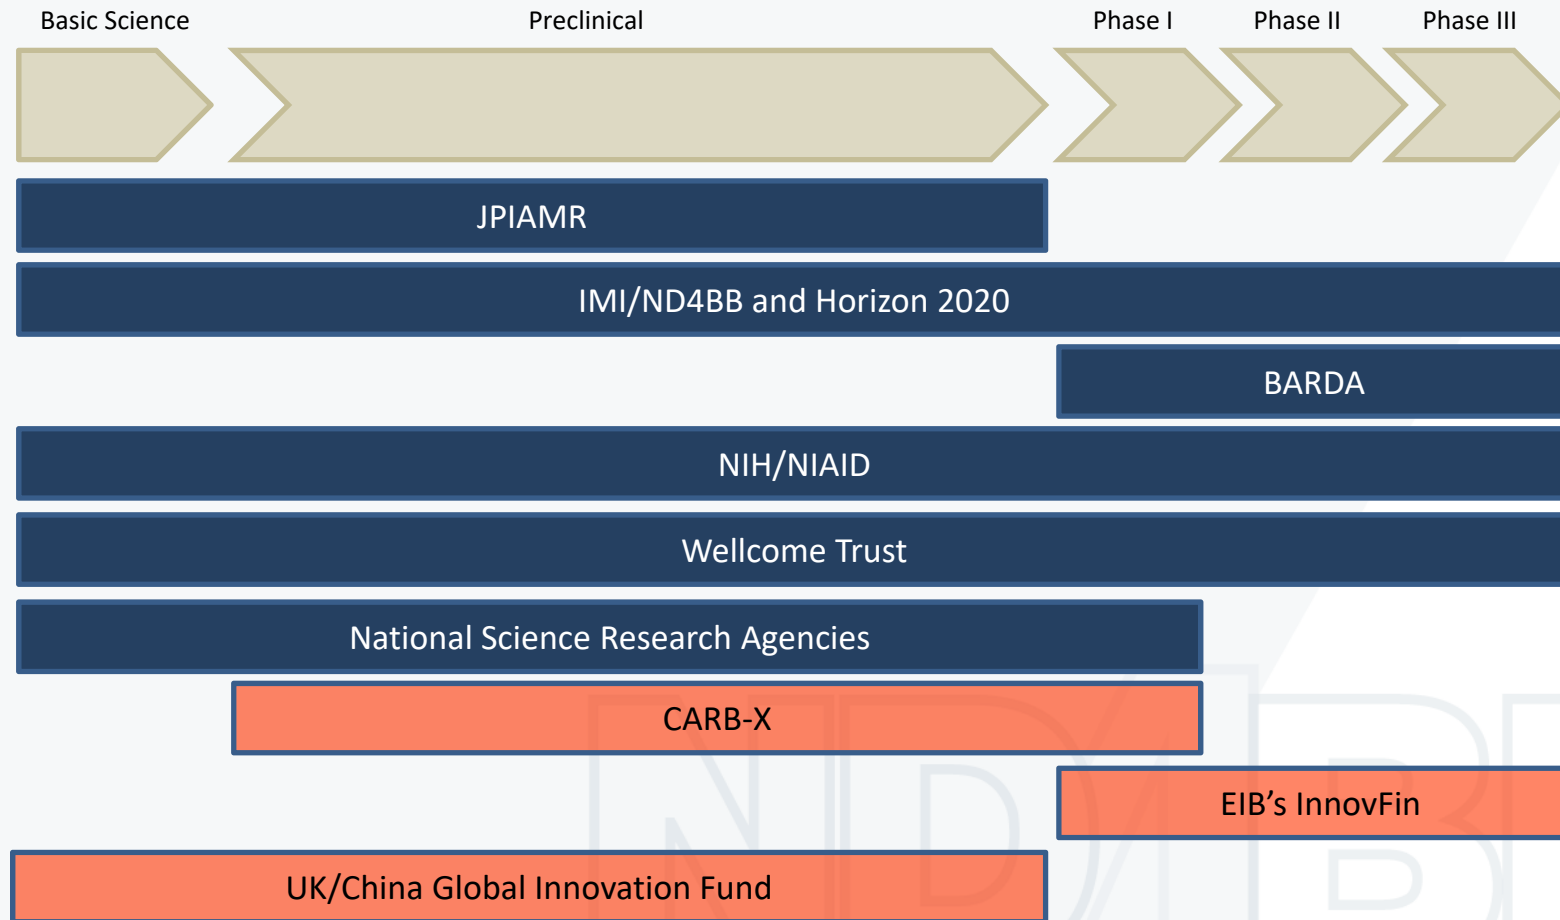 Basic Science
Preclinical
Phase I
Phase II
Phase III
JPIAMR
IMI/ND4BB and Horizon 2020
BARDA
NIH/NIAID
Wellcome Trust
National Science Research Agencies
CARB-X
EIB’s InnovFin
UK/China Global Innovation Fund